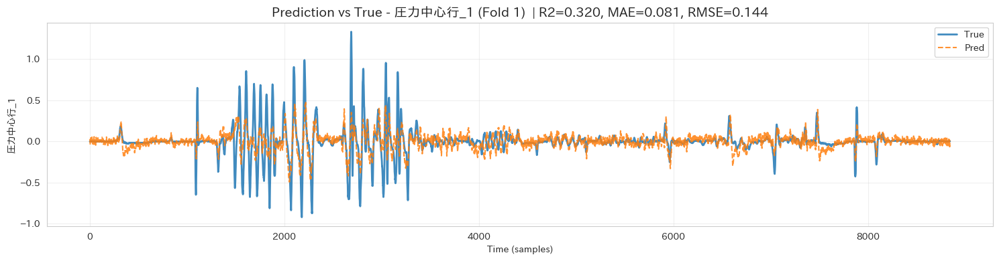 Prediction vs True - 圧力中心行_1 (Fold 1) | R2=0.320, MAE=0.081, RMSE=0.144
True
Pred
圧力中心行_1
1.0
0.5
0.0
−0.5
−1.0
0
2000
4000
6000
8000
Time (samples)